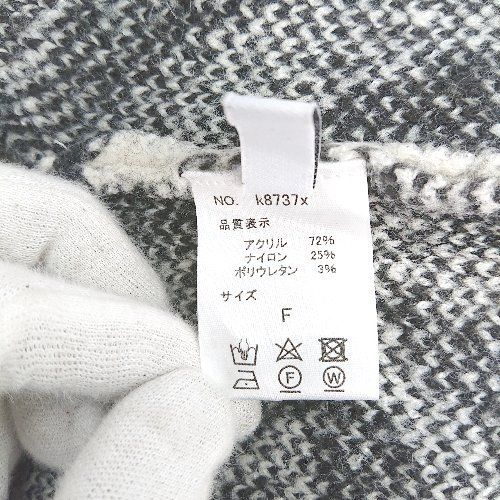 NO. k8737x
品質表示
アクリル 72%
ナイロン 25%
ポリウレタン 3%
サイズ
F
F W